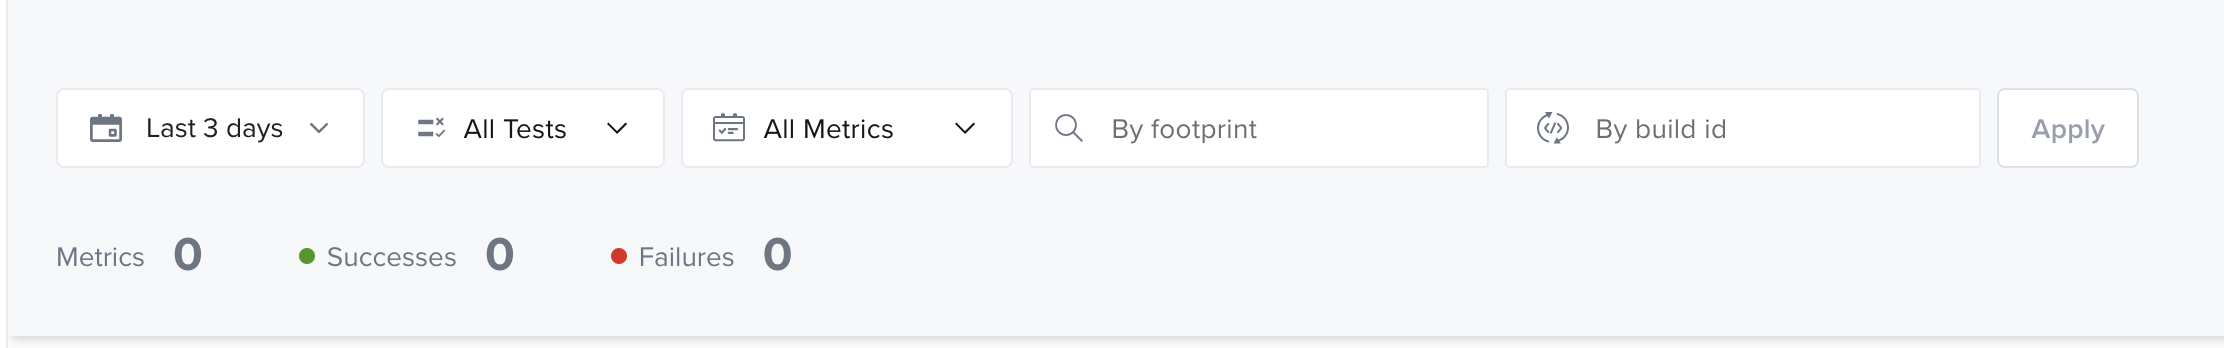 Last 3 days All Tests All Metrics By footprint By build id Apply
Metrics 0 Successes 0 Failures 0